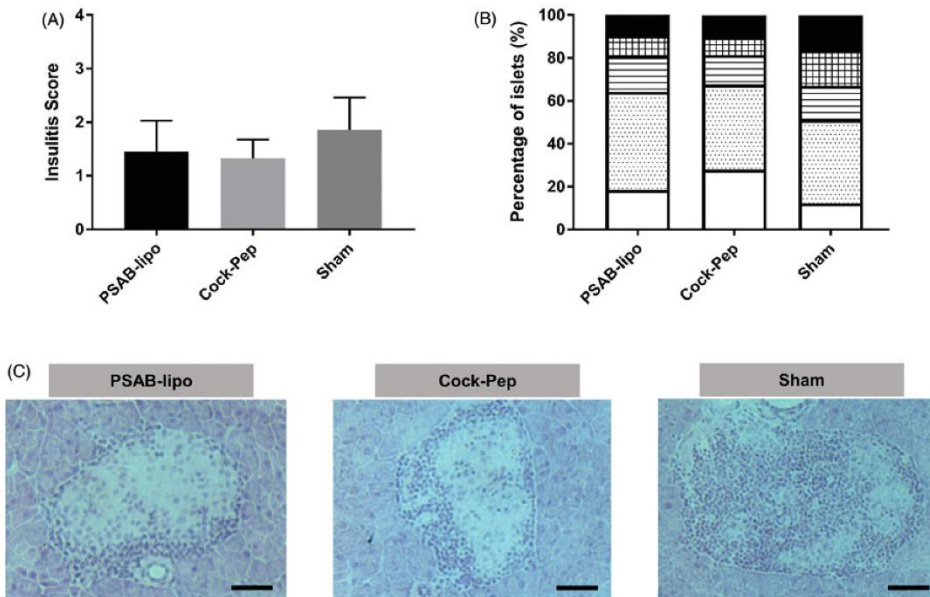 (A)
Insulitis Score
4
3
2
1
0
PSAB-lipo
Cock-Pep
Sham
(B)
Percentage of islets (%)
100
80
60
40
20
0
PSAB-lipo
Cock-Pep
Sham
(C)
PSAB-lipo
Cock-Pep
Sham